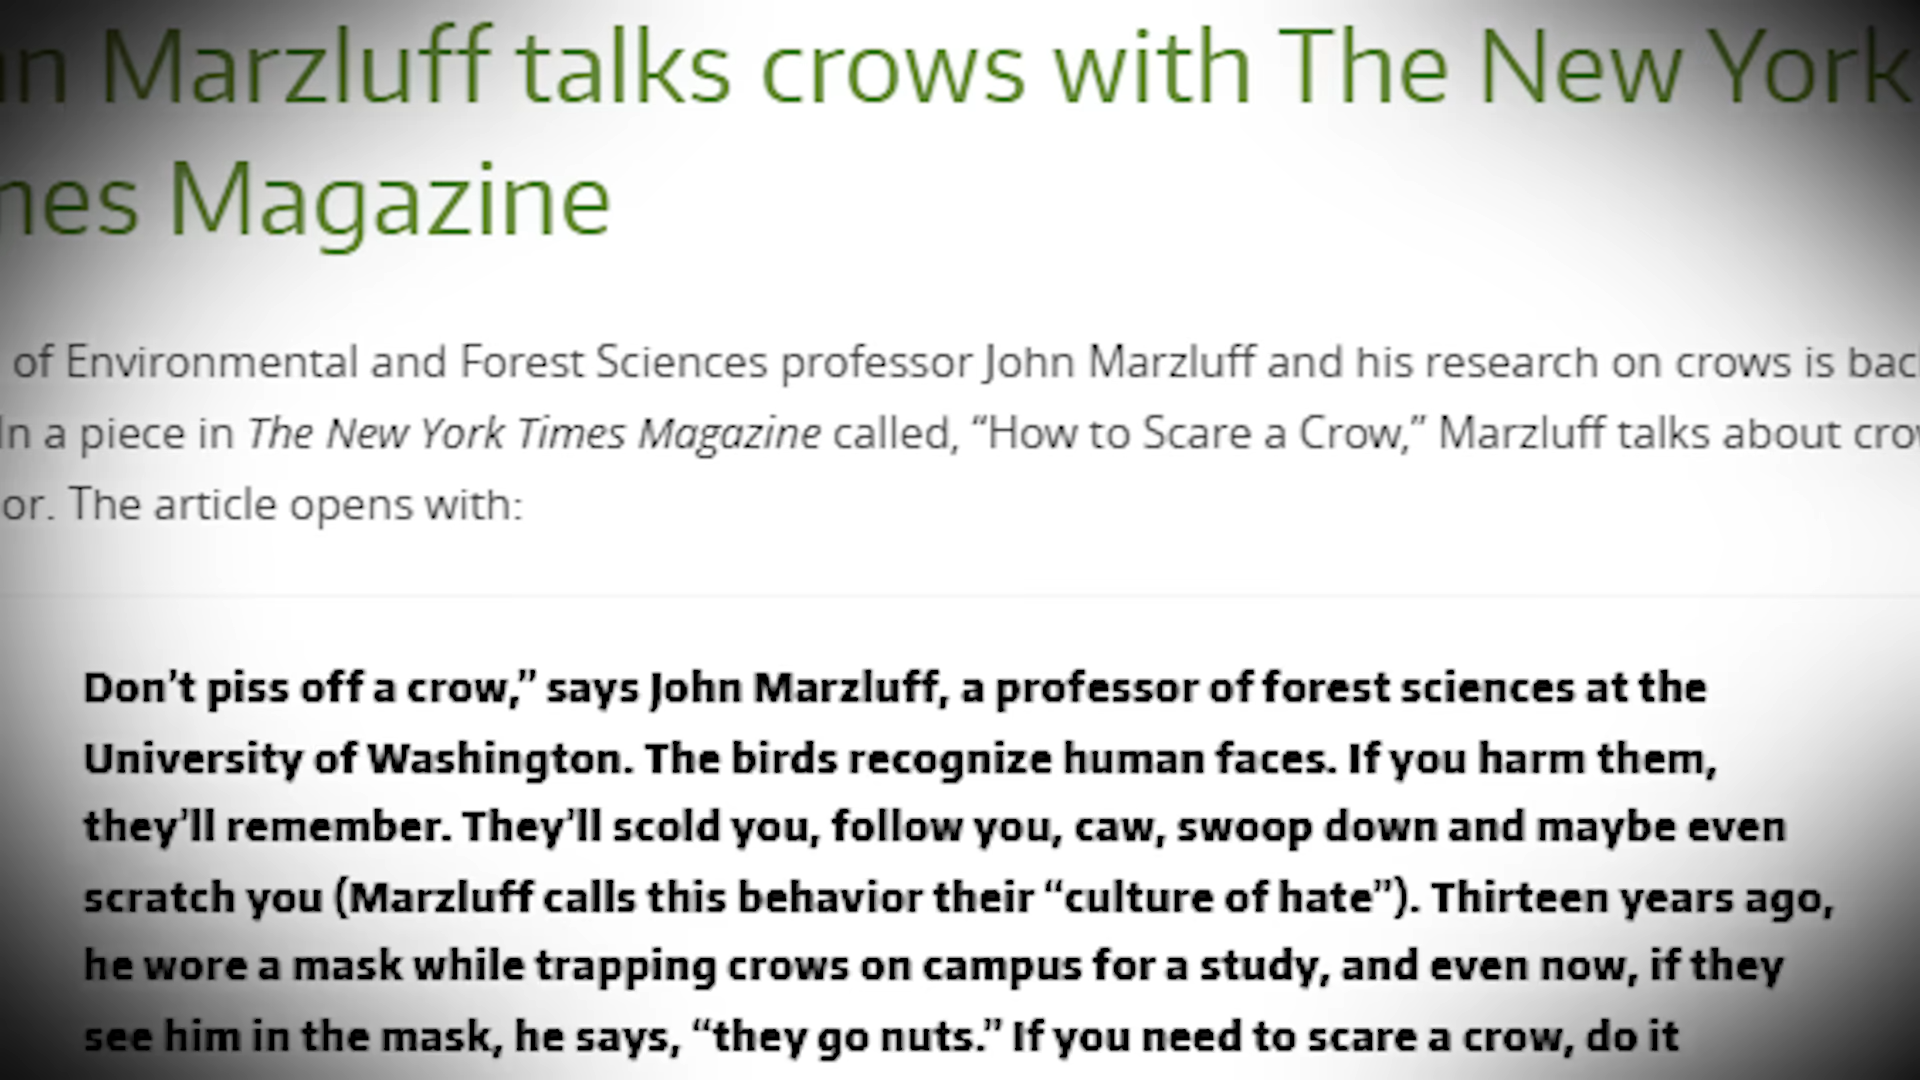 n Marzluff talks crows with The New York
nes Magazine
of Environmental and Forest Sciences professor John Marzluff and his research on crows is bac
In a piece in The New York Times Magazine called, “How to Scare a Crow,” Marzluff talks about crow
or. The article opens with:
Don’t piss off a crow,” says John Marzluff, a professor of forest sciences at the
University of Washington. The birds recognize human faces. If you harm them,
they’ll remember. They’ll scold you, follow you, caw, swoop down and maybe even
scratch you (Marzluff calls this behavior their “culture of hate”). Thirteen years ago,
he wore a mask while trapping crows on campus for a study, and even now, if they
see him in the mask, he says, “they go nuts.” If you need to scare a crow, do it